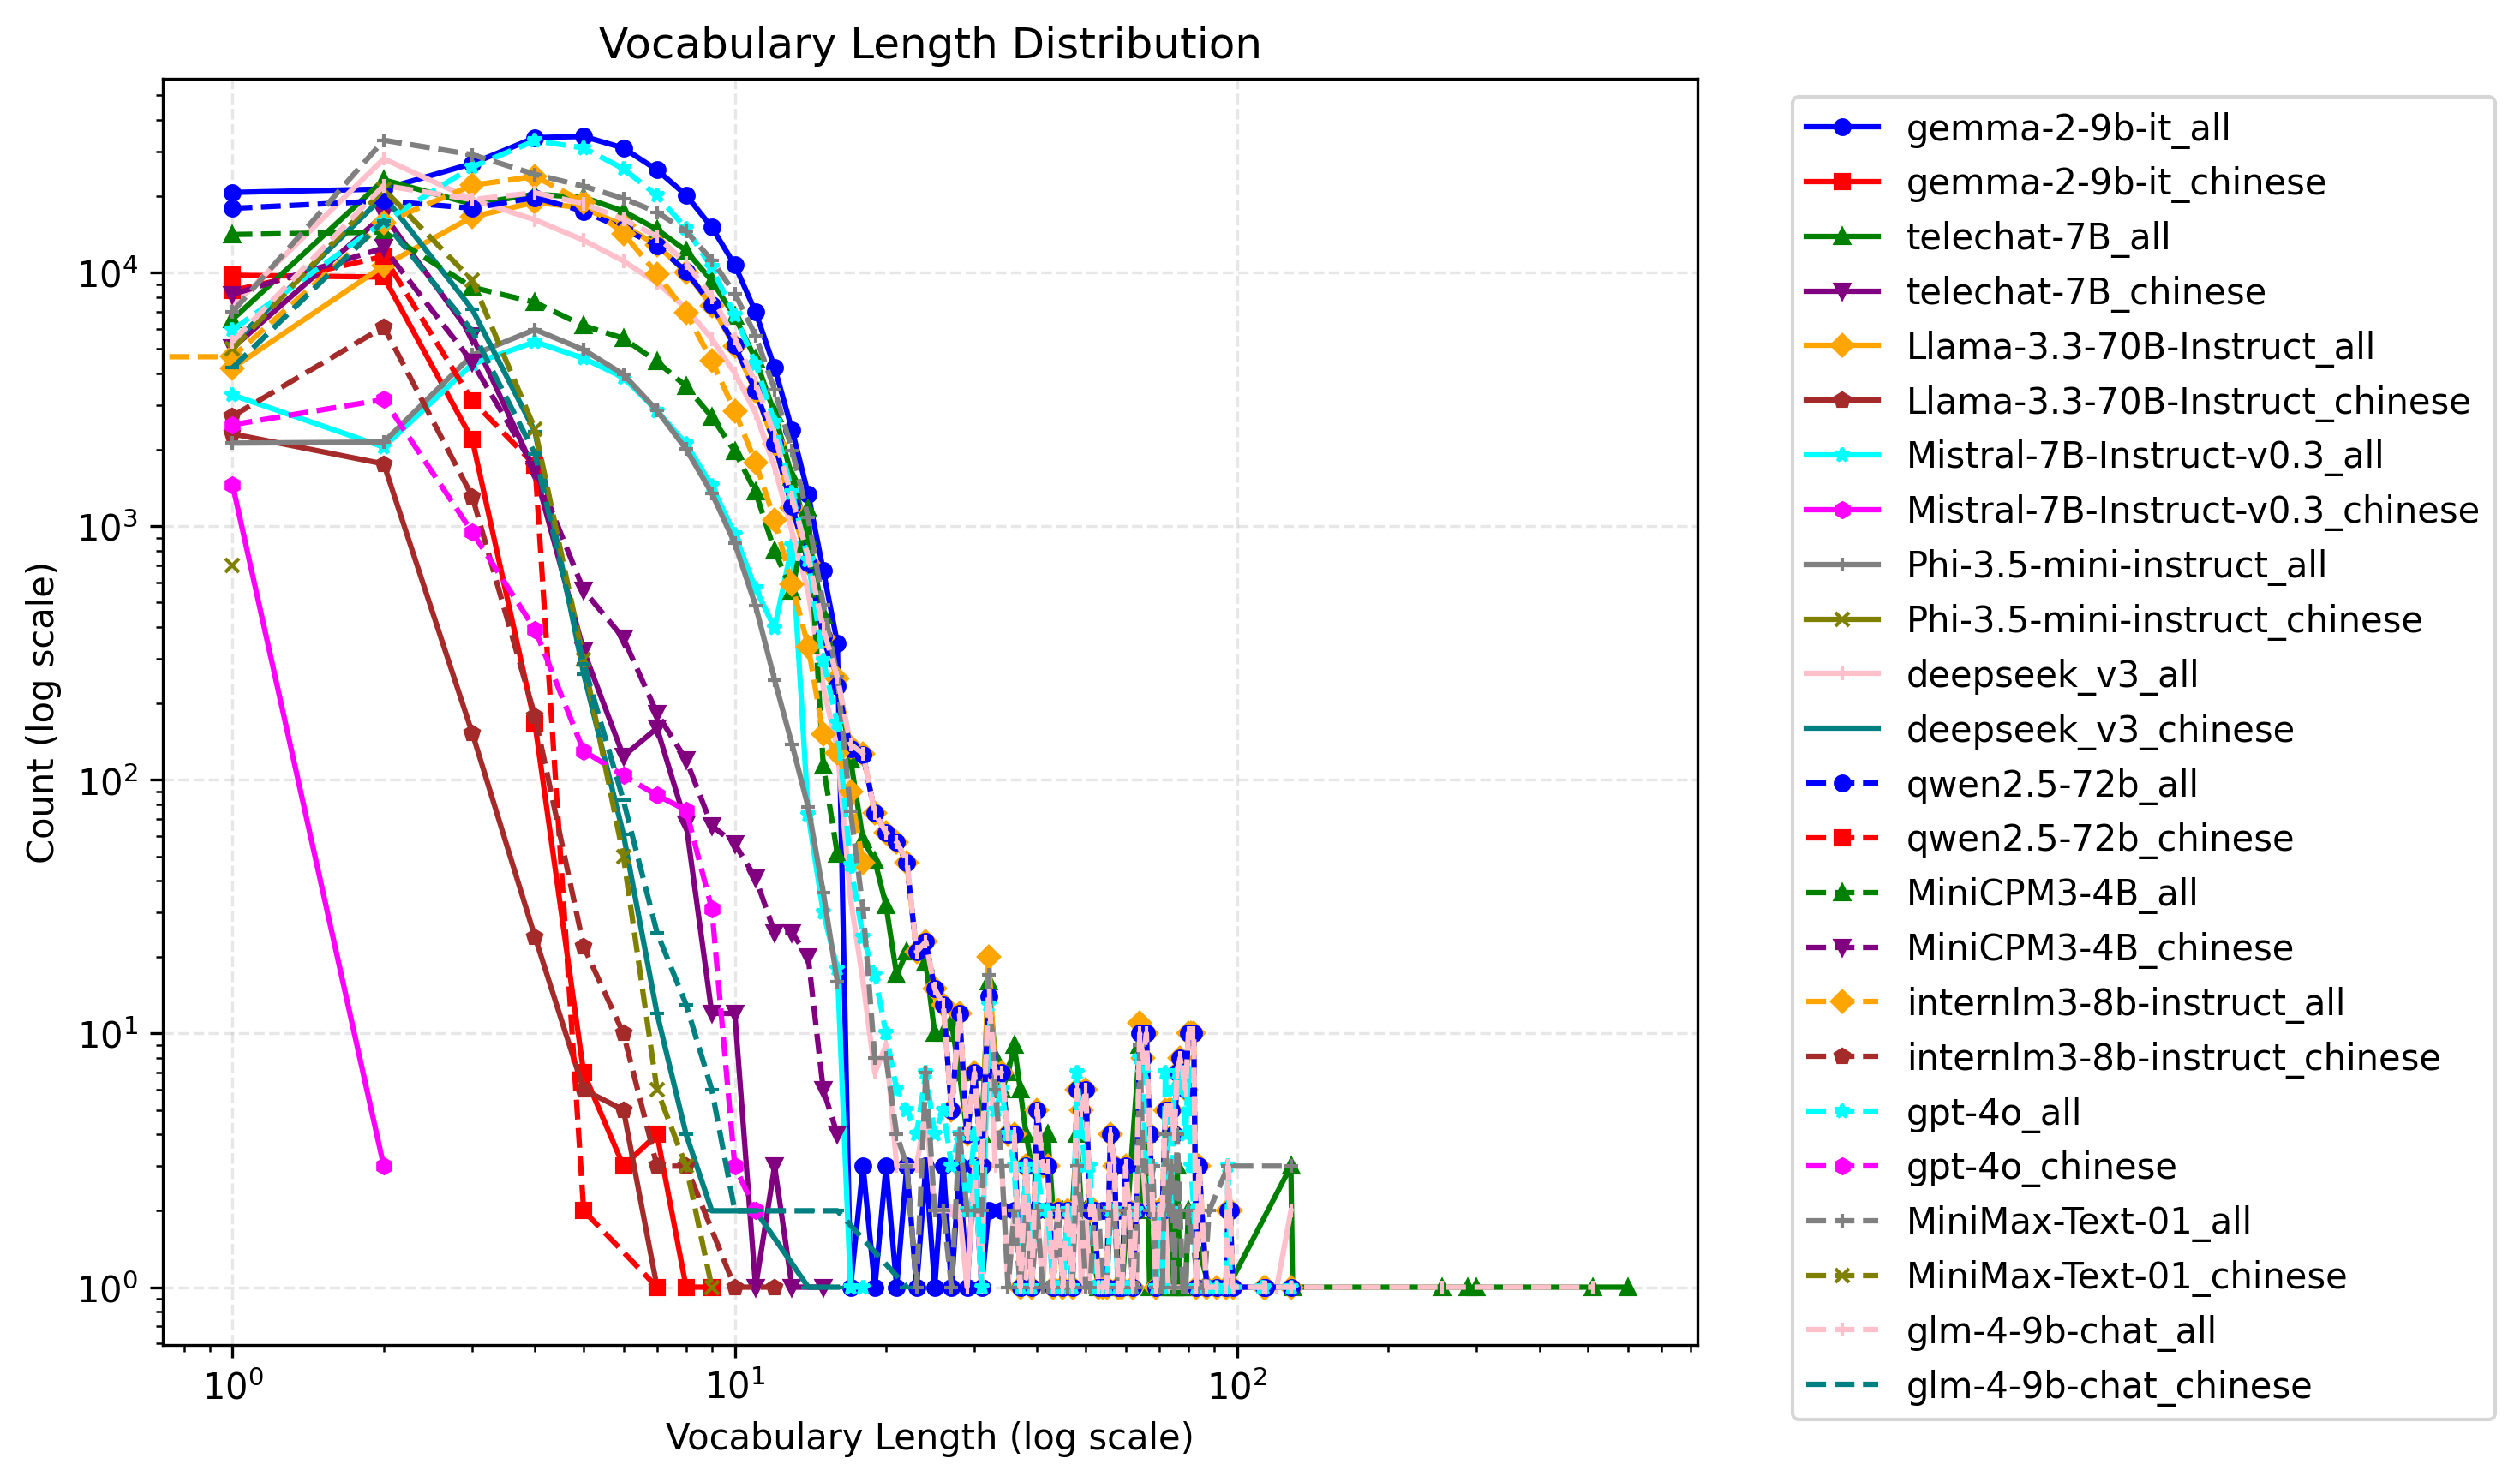 Vocabulary Length Distribution
10^4
10^3
10^2
10^1
10^0
Count (log scale)
10^0 10^1 10^2
Vocabulary Length (log scale)
gemma-2-9b-it_all
gemma-2-9b-it_chinese
telechat-7B_all
telechat-7B_chinese
Llama-3.3-70B-Instruct_all
Llama-3.3-70B-Instruct_chinese
Mistral-7B-Instruct-v0.3_all
Mistral-7B-Instruct-v0.3_chinese
Phi-3.5-mini-instruct_all
Phi-3.5-mini-instruct_chinese
deepseek_v3_all
deepseek_v3_chinese
qwen2.5-72b_all
qwen2.5-72b_chinese
MiniCPM3-4B_all
MiniCPM3-4B_chinese
internlm3-8b-instruct_all
internlm3-8b-instruct_chinese
gpt-4o_all
gpt-4o_chinese
MiniMax-Text-01_all
MiniMax-Text-01_chinese
glm-4-9b-chat_all
glm-4-9b-chat_chinese